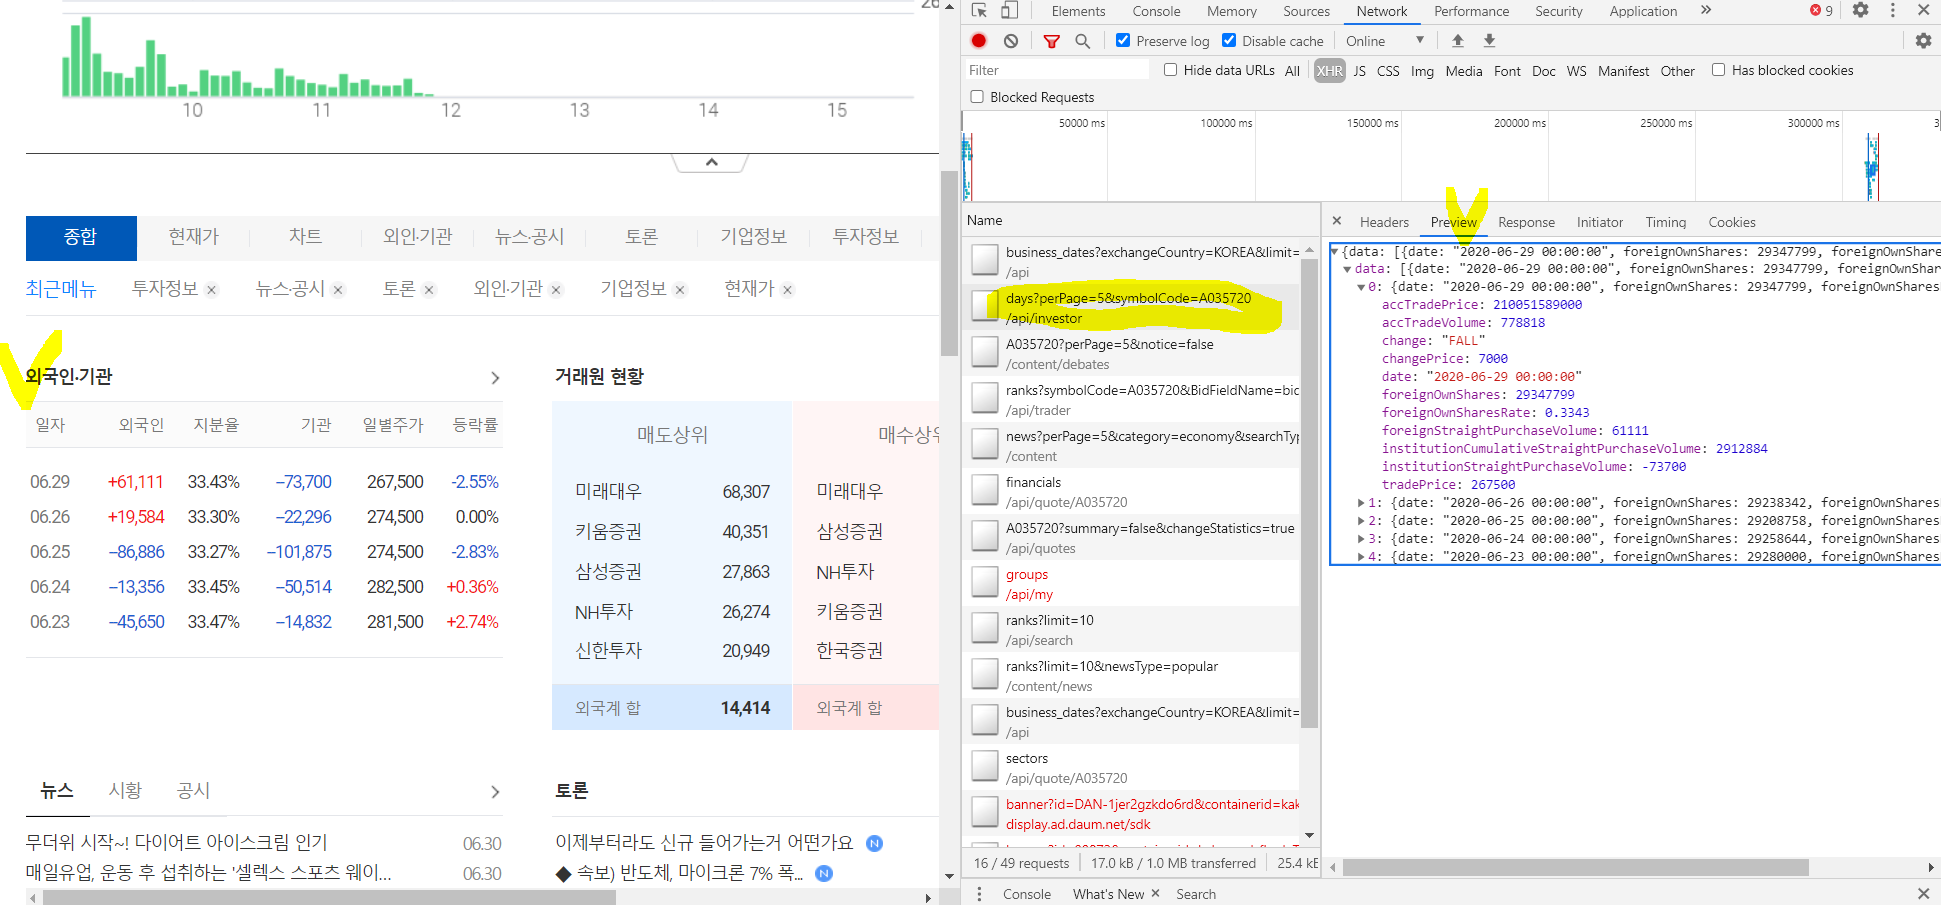 26
10 11 12 13 14 15
종합 현재가 차트 외인·기관 뉴스·공시 토론 기업정보 투자정보
최근메뉴 투자정보 × 뉴스·공시 × 토론 × 외인·기관 × 기업정보 × 현재가 ×
외국인·기관
일자 외국인 지분율 기관 일별주가 등락률
06.29 +61,111 33.43% −73,700 267,500 -2.55%
06.26 +19,584 33.30% −22,296 274,500 0.00%
06.25 −86,886 33.27% −101,875 274,500 -2.83%
06.24 −13,356 33.45% −50,514 282,500 +0.36%
06.23 −45,650 33.47% −14,832 281,500 +2.74%
거래원 현황
매도상위 매수상위
미래대우 68,307 미래대우
키움증권 40,351 삼성증권
삼성증권 27,863 NH투자
NH투자 26,274 키움증권
신한투자 20,949 한국증권
외국계 합 14,414 외국계 합
뉴스 시황 공시
무더위 시작~! 다이어트 아이스크림 인기 06.30
매일유업, 운동 후 섭취하는 '셀렉스 스포츠 웨이... 06.30
토론
이제부터라도 신규 들어가는거 어떤가요 N
◆ 속보) 반도체, 마이크론 7% 폭... N
Elements Console Memory Sources Network Performance Security Application » 9
Preserve log Disable cache Online
Filter Hide data URLs All XHR JS CSS Img Media Font Doc WS Manifest Other Has blocked cookies
Blocked Requests
50000 ms 100000 ms 150000 ms 200000 ms 250000 ms 300000 ms 3
Name
business_dates?exchangeCountry=KOREA&limit=
/api
days?perPage=5&symbolCode=A035720
/api/investor
A035720?perPage=5&notice=false
/content/debates
ranks?symbolCode=A035720&BidFieldName=bid
/api/trader
news?perPage=5&category=economy&searchTyp
/content
financials
/api/quote/A035720
A035720?summary=false&changeStatistics=true
/api/quotes
groups
/api/my
ranks?limit=10
/api/search
ranks?limit=10&newsType=popular
/content/news
business_dates?exchangeCountry=KOREA&limit=
/api
sectors
/api/quote/A035720
banner?id=DAN-1jer2gzkdo6rd&containerid=kak
display.ad.daum.net/sdk
16 / 49 requests 17.0 kB / 1.0 MB transferred 25.4 kE
× Headers Preview Response Initiator Timing Cookies
{data: [{date: "2020-06-29 00:00:00", foreignOwnShares: 29347799, foreignOwnShare
data: [{date: "2020-06-29 00:00:00", foreignOwnShares: 29347799, foreignOwnShares
0: {date: "2020-06-29 00:00:00", foreignOwnShares: 29347799, foreignOwnShares
accTradePrice: 210051589000
accTradeVolume: 778818
change: "FALL"
changePrice: 7000
date: "2020-06-29 00:00:00"
foreignOwnShares: 29347799
foreignOwnSharesRate: 0.3343
foreignStraightPurchaseVolume: 61111
institutionCumulativeStraightPurchaseVolume: 2912884
institutionStraightPurchaseVolume: -73700
tradePrice: 267500
1: {date: "2020-06-26 00:00:00", foreignOwnShares: 29238342, foreignOwnShares
2: {date: "2020-06-25 00:00:00", foreignOwnShares: 29208758, foreignOwnShares
3: {date: "2020-06-24 00:00:00", foreignOwnShares: 29258644, foreignOwnShares
4: {date: "2020-06-23 00:00:00", foreignOwnShares: 29280000, foreignOwnShares
Console What's New × Search